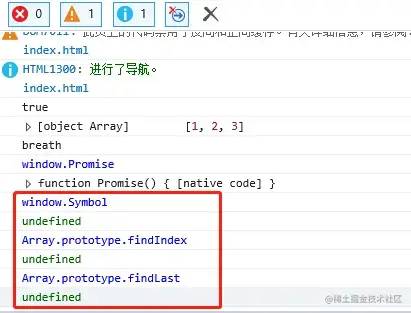 0 1 1
index.html
HTML1300: 进行了导航。
index.html
true
[object Array] [1, 2, 3]
breath
window.Promise
function Promise() { [native code] }
window.Symbol
undefined
Array.prototype.findIndex
undefined
Array.prototype.findLast
undefined
@稀土掘金技术社区